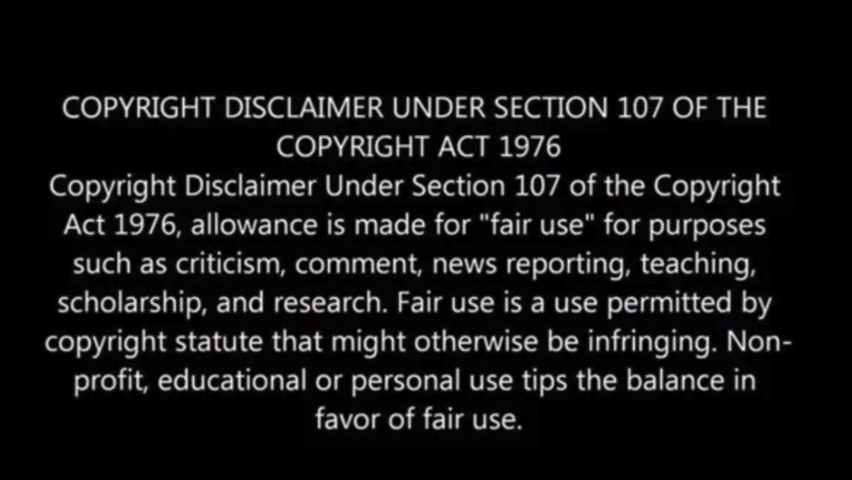 COPYRIGHT DISCLAIMER UNDER SECTION 107 OF THE
COPYRIGHT ACT 1976
Copyright Disclaimer Under Section 107 of the Copyright
Act 1976, allowance is made for "fair use" for purposes
such as criticism, comment, news reporting, teaching,
scholarship, and research. Fair use is a use permitted by
copyright statute that might otherwise be infringing. Non-
profit, educational or personal use tips the balance in
favor of fair use.